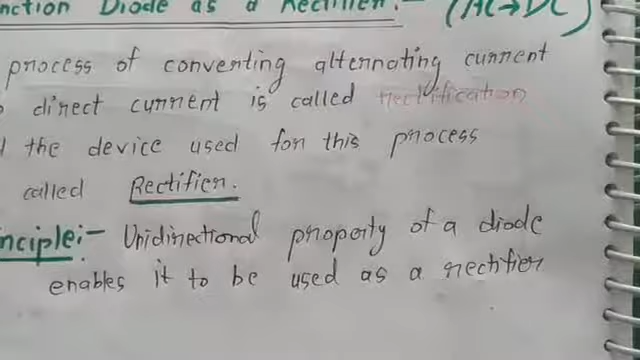 nction Diode as a Rectifier:- (AC→DC)
process of converting alternating current
o direct current is called rectification
d the device used for this process
called Rectifier.
inciple:- Unidirectional property of a diode
enables it to be used as a rectifier